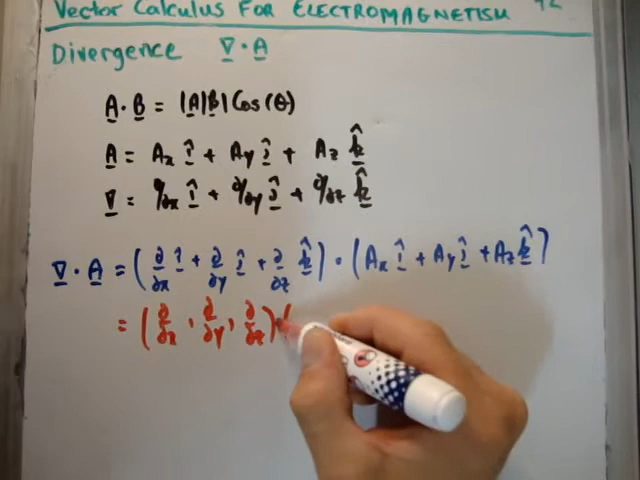 Vector Calculus For Electromagnetism
Divergence ∇·A
A·B = |A||B|Cos(θ)
A = Ax î + Ay ĵ + Az k̂
∇ = ∂/∂x î + ∂/∂y ĵ + ∂/∂z k̂
∇·A = (∂/∂x î + ∂/∂y ĵ + ∂/∂z k̂)·(Ax î + Ay ĵ + Az k̂)
= (∂/∂x, ∂/∂y, ∂/∂z)·(